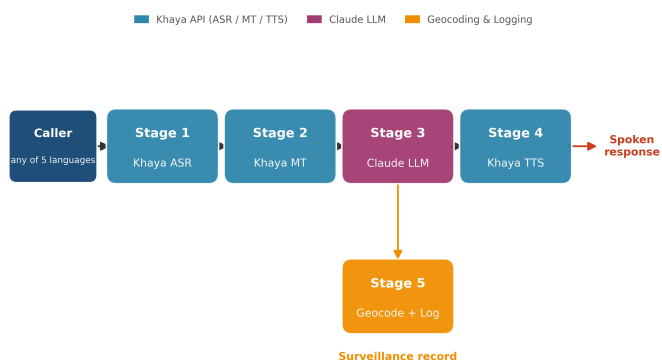 Khaya API (ASR / MT / TTS) Claude LLM Geocoding & Logging
Caller
any of 5 languages
Stage 1
Khaya ASR
Stage 2
Khaya MT
Stage 3
Claude LLM
Stage 4
Khaya TTS
Spoken
response
Stage 5
Geocode + Log
Surveillance record